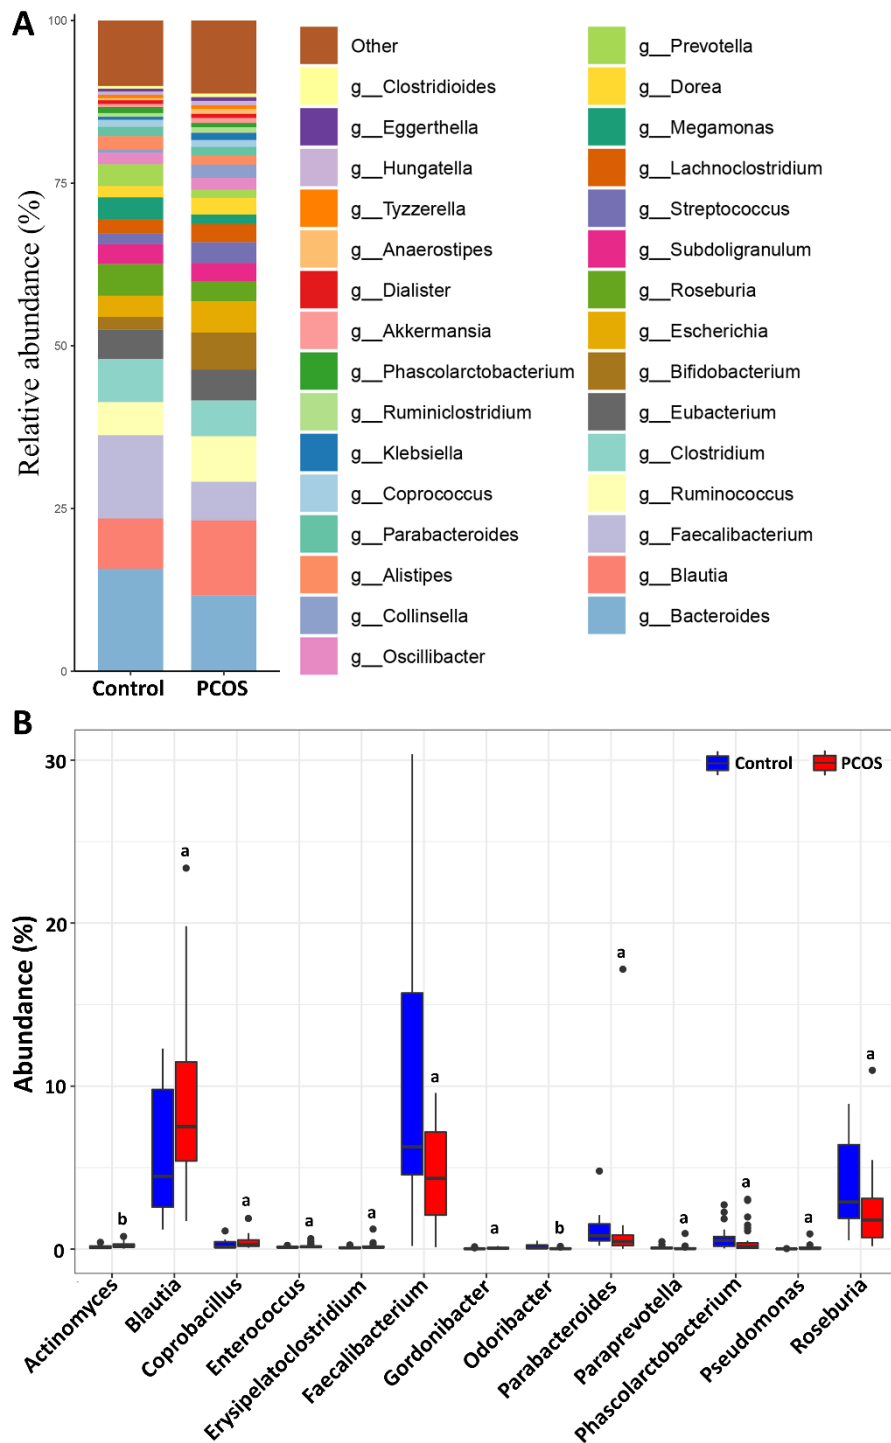 A
Relative abundance (%)
100
75
50
25
0
Control
PCOS
Other
g__Clostridioides
g__Eggerthella
g__Hungatella
g__Tyzzerella
g__Anaerostipes
g__Dialister
g__Akkermansia
g__Phascolarctobacterium
g__Ruminiclostridium
g__Klebsiella
g__Coprococcus
g__Parabacteroides
g__Alistipes
g__Collinsella
g__Oscillibacter
g__Prevotella
g__Dorea
g__Megamonas
g__Lachnoclostridium
g__Streptococcus
g__Subdoligranulum
g__Roseburia
g__Escherichia
g__Bifidobacterium
g__Eubacterium
g__Clostridium
g__Ruminococcus
g__Faecalibacterium
g__Blautia
g__Bacteroides
B
Abundance (%)
30
20
10
0
Control
PCOS
b
a
a
a
a
a
a
b
a
a
a
a
a
Actinomyces
Blautia
Coprobacillus
Enterococcus
Erysipelatoclostridium
Faecalibacterium
Gordonibacter
Odoribacter
Parabacteroides
Paraprevotella
Phascolarctobacterium
Pseudomonas
Roseburia